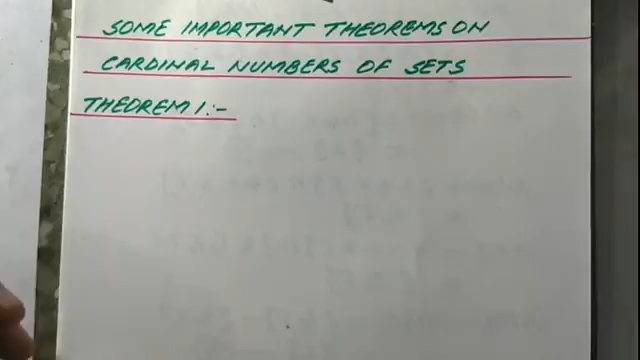 SOME IMPORTANT THEOREMS ON
CARDINAL NUMBERS OF SETS
THEOREM 1:-